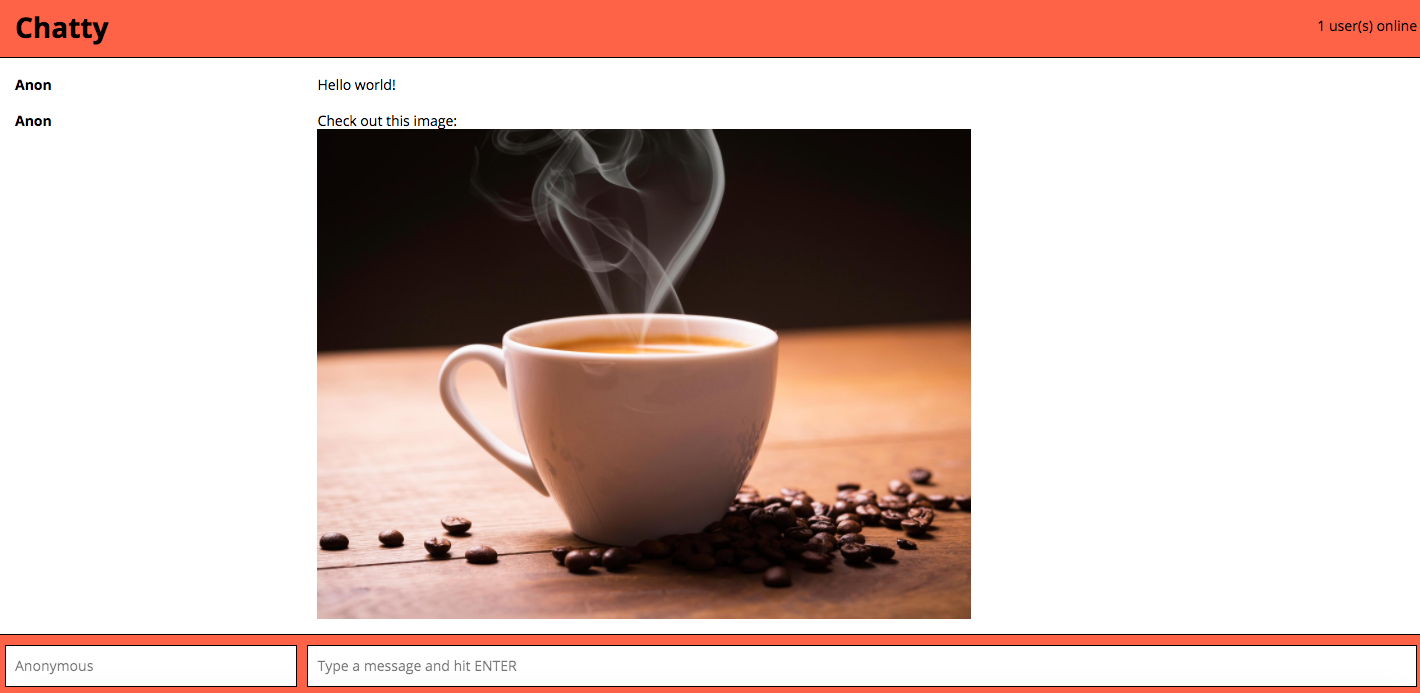 Chatty
1 user(s) online
Anon
Hello world!
Anon
Check out this image:
Anonymous
Type a message and hit ENTER